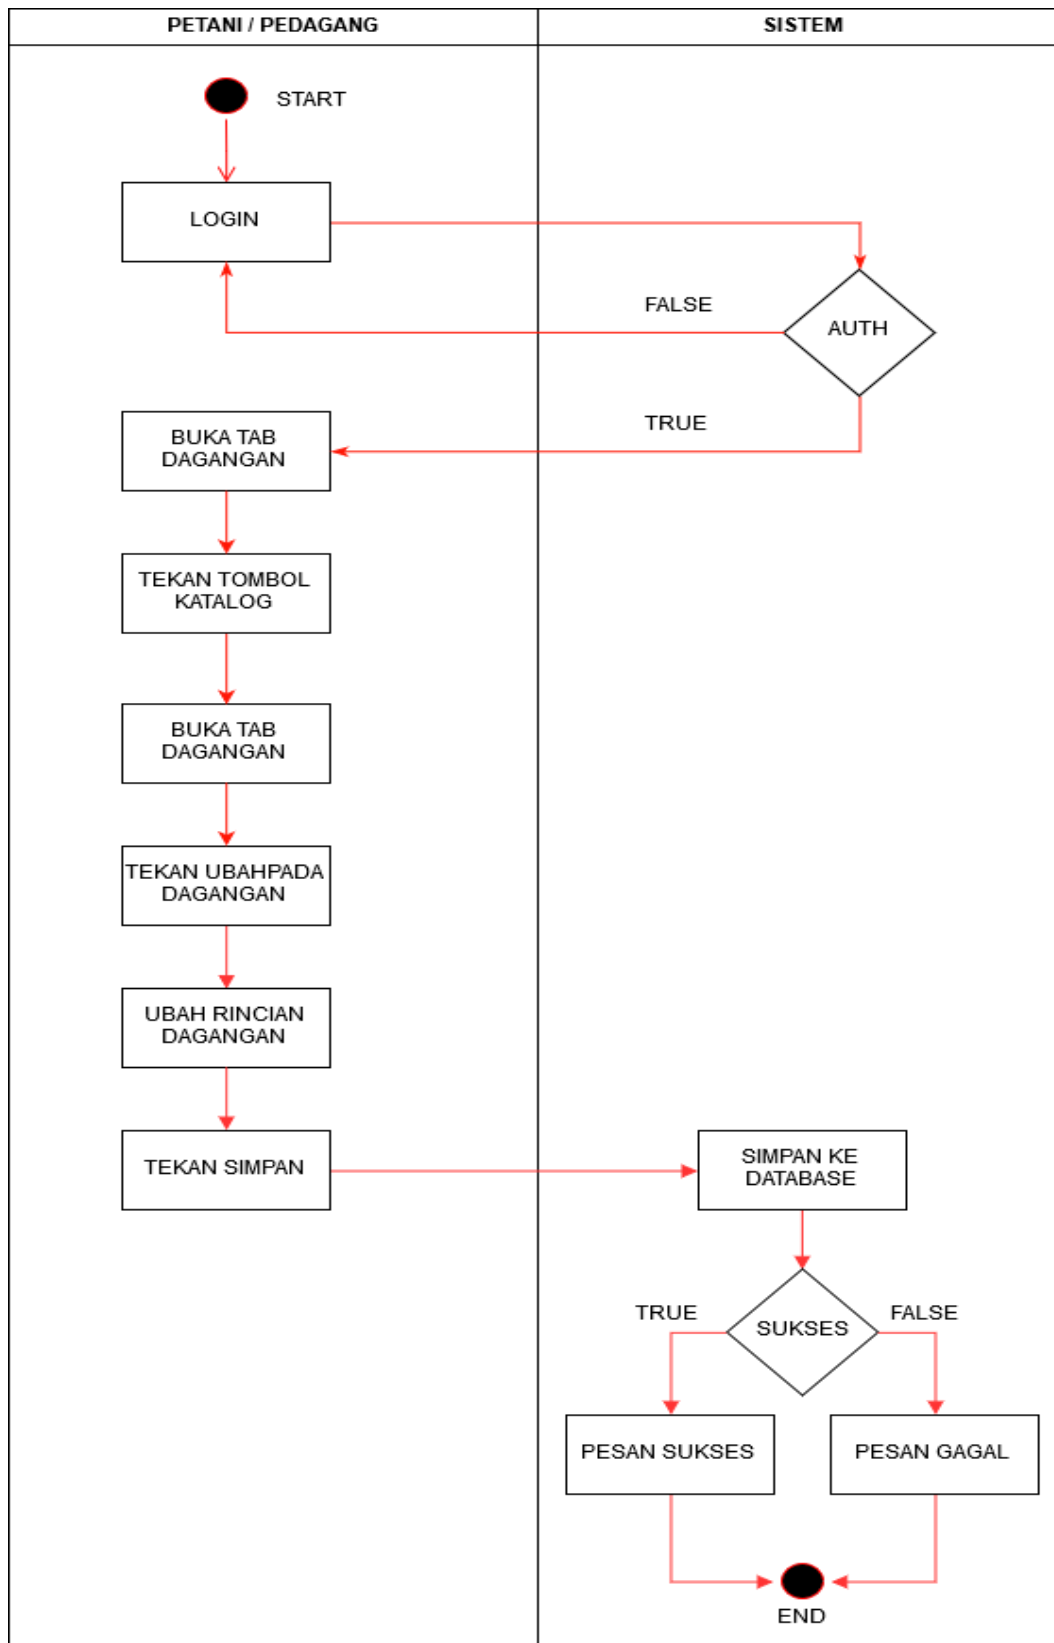 PETANI / PEDAGANG
SISTEM
START
LOGIN
FALSE
AUTH
TRUE
BUKA TAB
DAGANGAN
TEKAN TOMBOL
KATALOG
BUKA TAB
DAGANGAN
TEKAN UBAHPADA
DAGANGAN
UBAH RINCIAN
DAGANGAN
TEKAN SIMPAN
SIMPAN KE
DATABASE
TRUE
SUKSES
FALSE
PESAN SUKSES
PESAN GAGAL
END